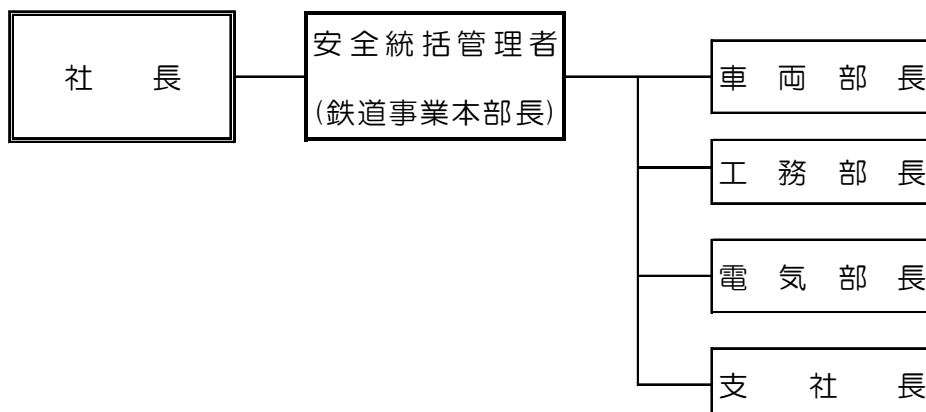 社長
安全統括管理者
(鉄道事業本部長)
車両部長
工務部長
電気部長
支社長